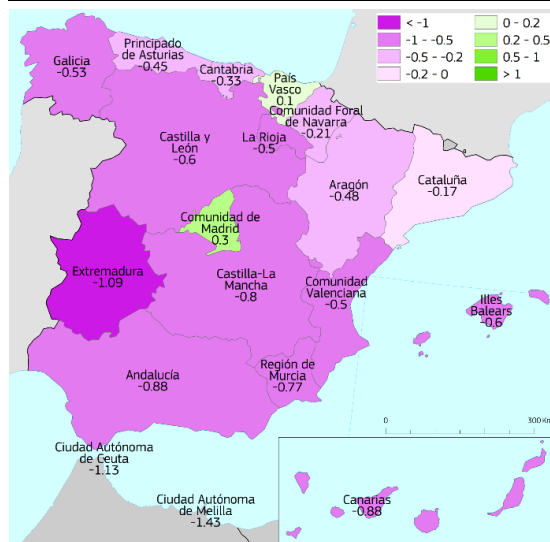 < -1
-1 - -0.5
-0.5 - -0.2
-0.2 - 0
0 - 0.2
0.2 - 0.5
0.5 - 1
> 1
Galicia
-0.53
Principado
de Asturias
-0.45
Cantabria
-0.33
País
Vasco
0.1
Comunidad Foral
de Navarra
-0.21
La Rioja
-0.5
Castilla y
León
-0.6
Aragón
-0.48
Cataluña
-0.17
Comunidad de
Madrid
0.3
Extremadura
-1.09
Castilla-La
Mancha
-0.8
Comunidad
Valenciana
-0.5
Illes
Balears
-0.6
Andalucía
-0.88
Región de
Murcia
-0.77
0 300 Km
Ciudad Autónoma
de Ceuta
-1.13
Ciudad Autónoma
de Melilla
-1.43
Canarias
-0.88